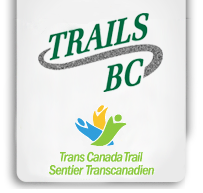 TRAILS
BC
Trans Canada Trail
Sentier Transcanadien